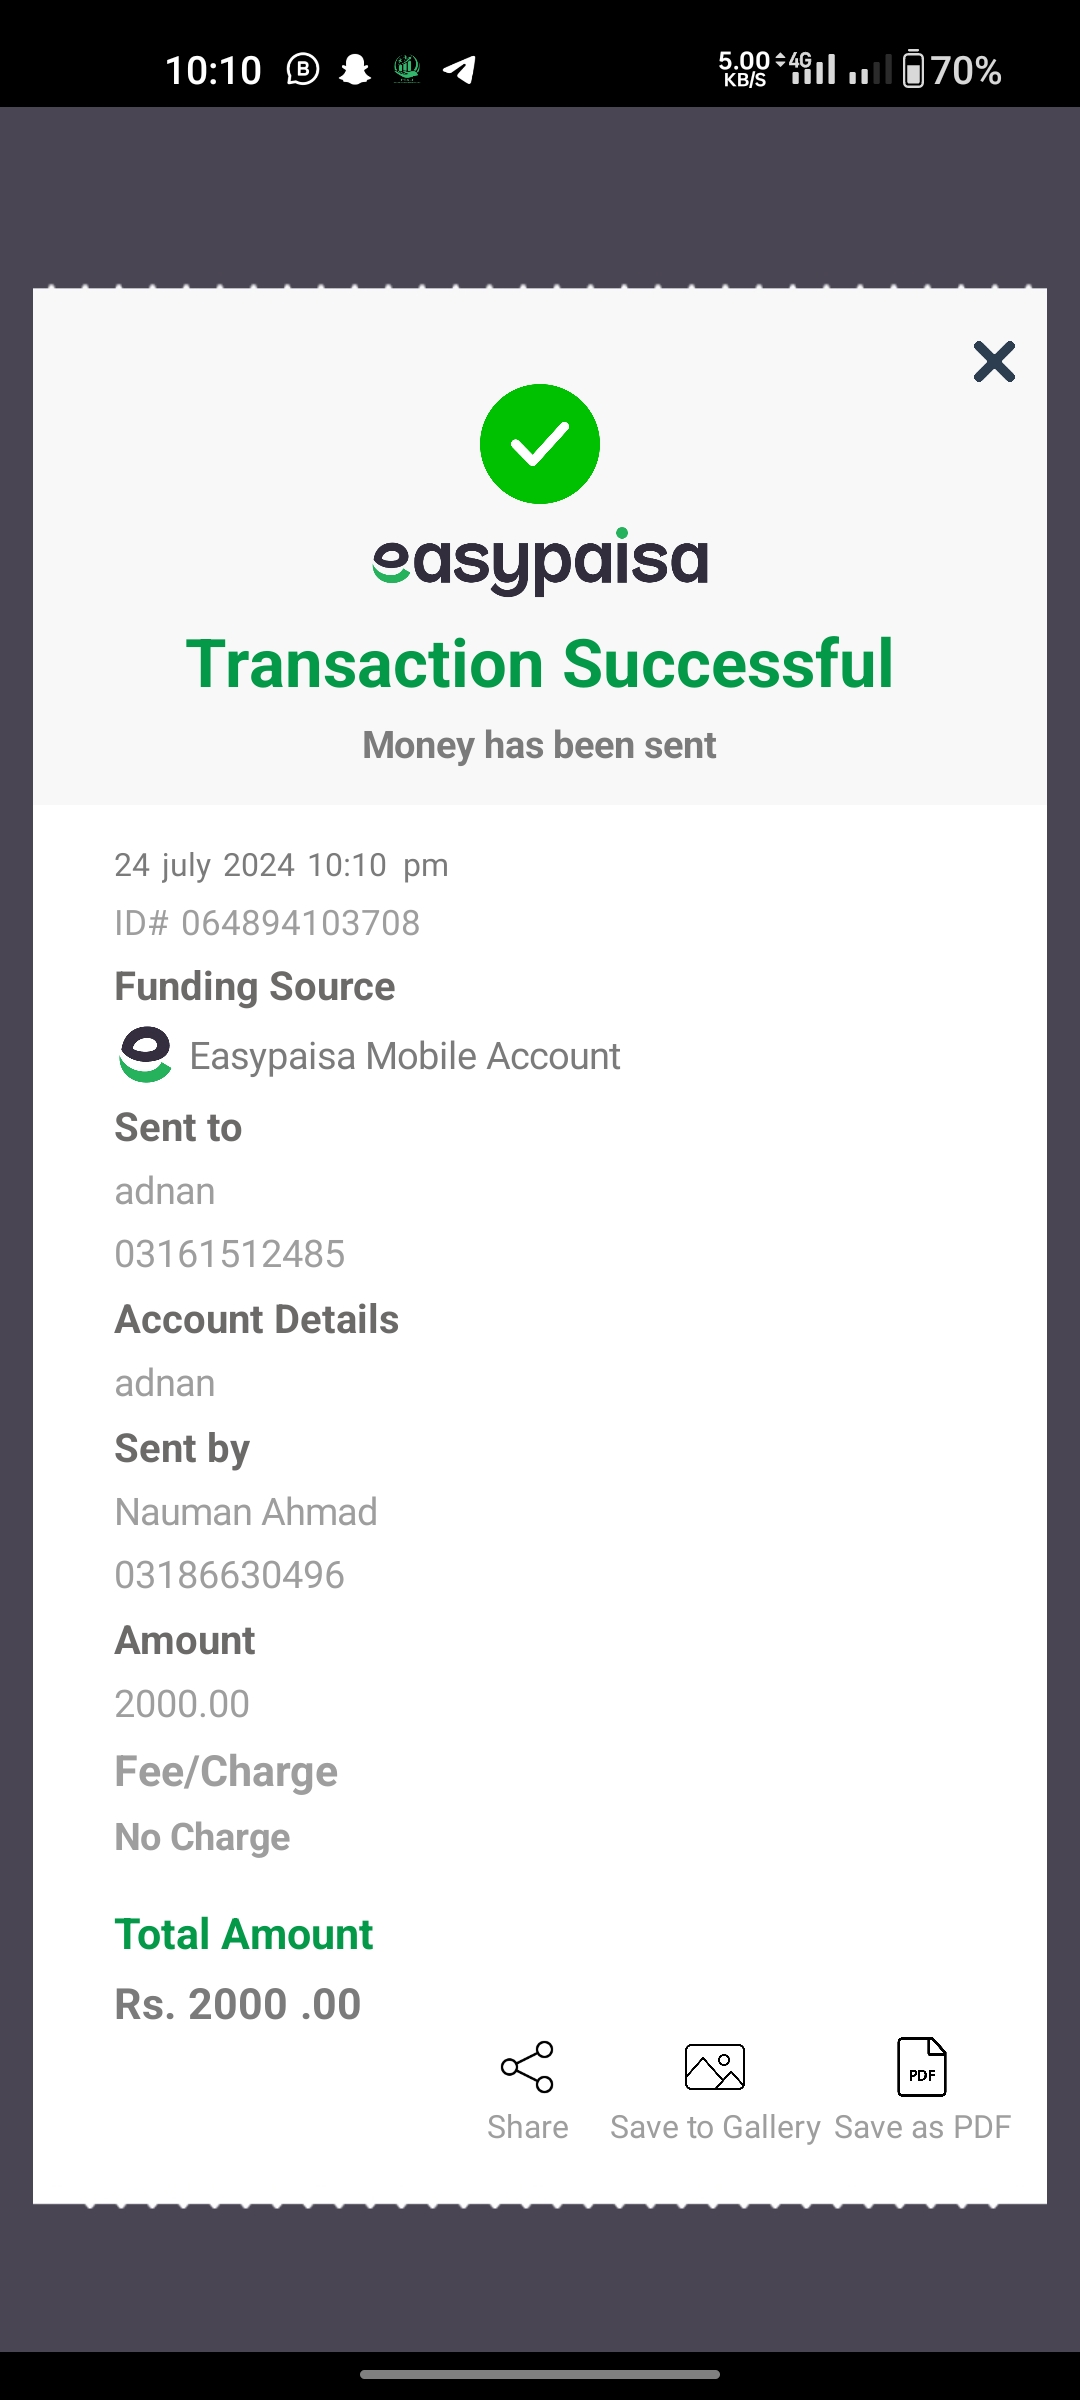 10:10 5.00 KB/S 4G 70%
easypaisa
Transaction Successful
Money has been sent
24 july 2024 10:10 pm
ID# 064894103708
Funding Source
Easypaisa Mobile Account
Sent to
adnan
03161512485
Account Details
adnan
Sent by
Nauman Ahmad
03186630496
Amount
2000.00
Fee/Charge
No Charge
Total Amount
Rs. 2000 .00
PDF
Share Save to Gallery Save as PDF